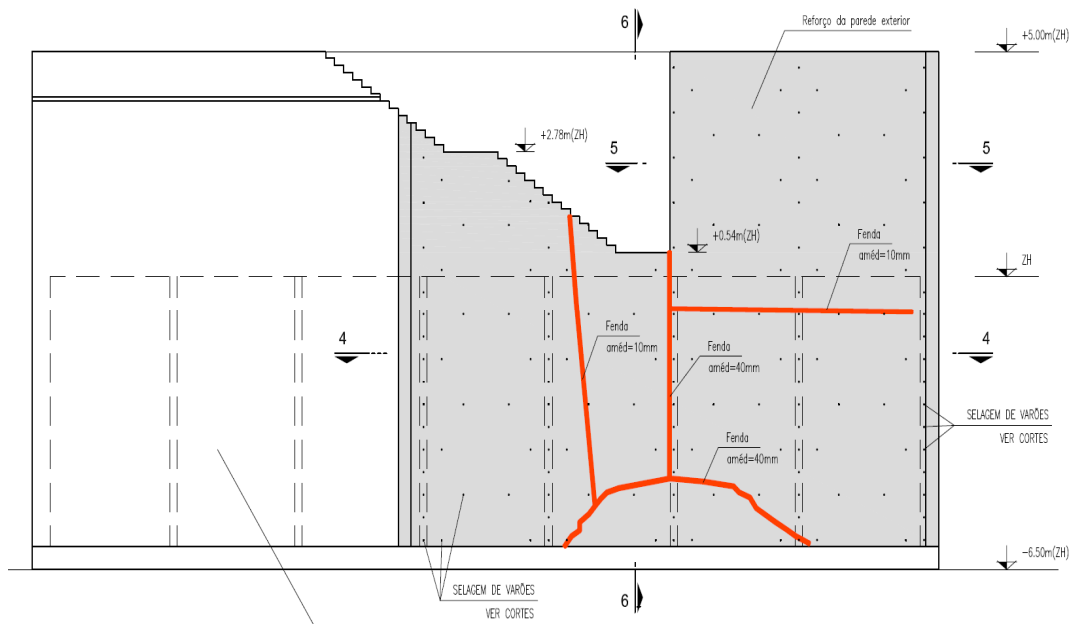 6
Reforço da parede exterior
+5.00m(ZH)
+2.78m(ZH)
5
5
+0.54m(ZH)
Fenda
améd=10mm
ZH
Fenda
améd=10mm
4
Fenda
améd=40mm
4
SELAGEM DE VARÕES
VER CORTES
Fenda
améd=40mm
-6.50m(ZH)
SELAGEM DE VARÕES
VER CORTES
6